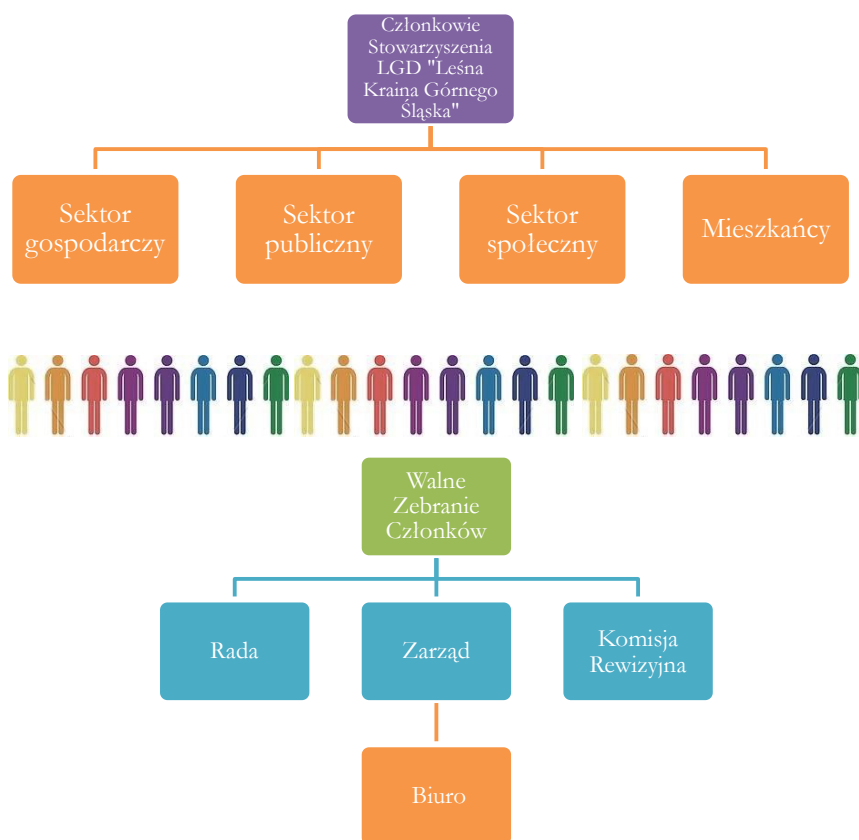 Członkowie
Stowarzyszenia
LGD "Leśna
Kraina Górnego
Śląska"
Sektor
gospodarczy
Sektor
publiczny
Sektor
społeczny
Mieszkańcy
Walne
Zebranie
Członków
Rada
Zarząd
Komisja
Rewizyjna
Biuro